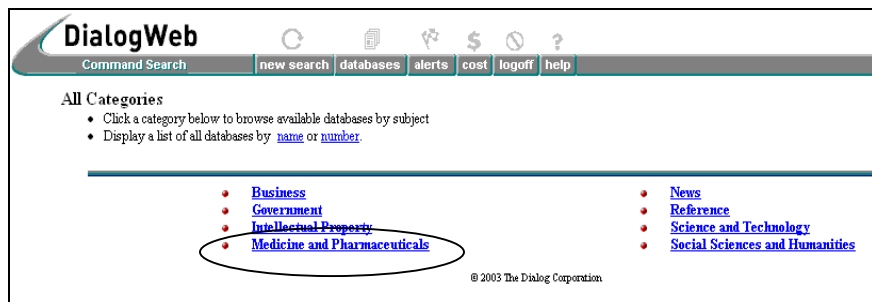 DialogWeb
Command Search new search databases alerts cost logoff help
All Categories
Click a category below to browse available databases by subject
Display a list of all databases by name or number.
Business
Government
Intellectual Property
Medicine and Pharmaceuticals
News
Reference
Science and Technology
Social Sciences and Humanities
© 2003 The Dialog Corporation